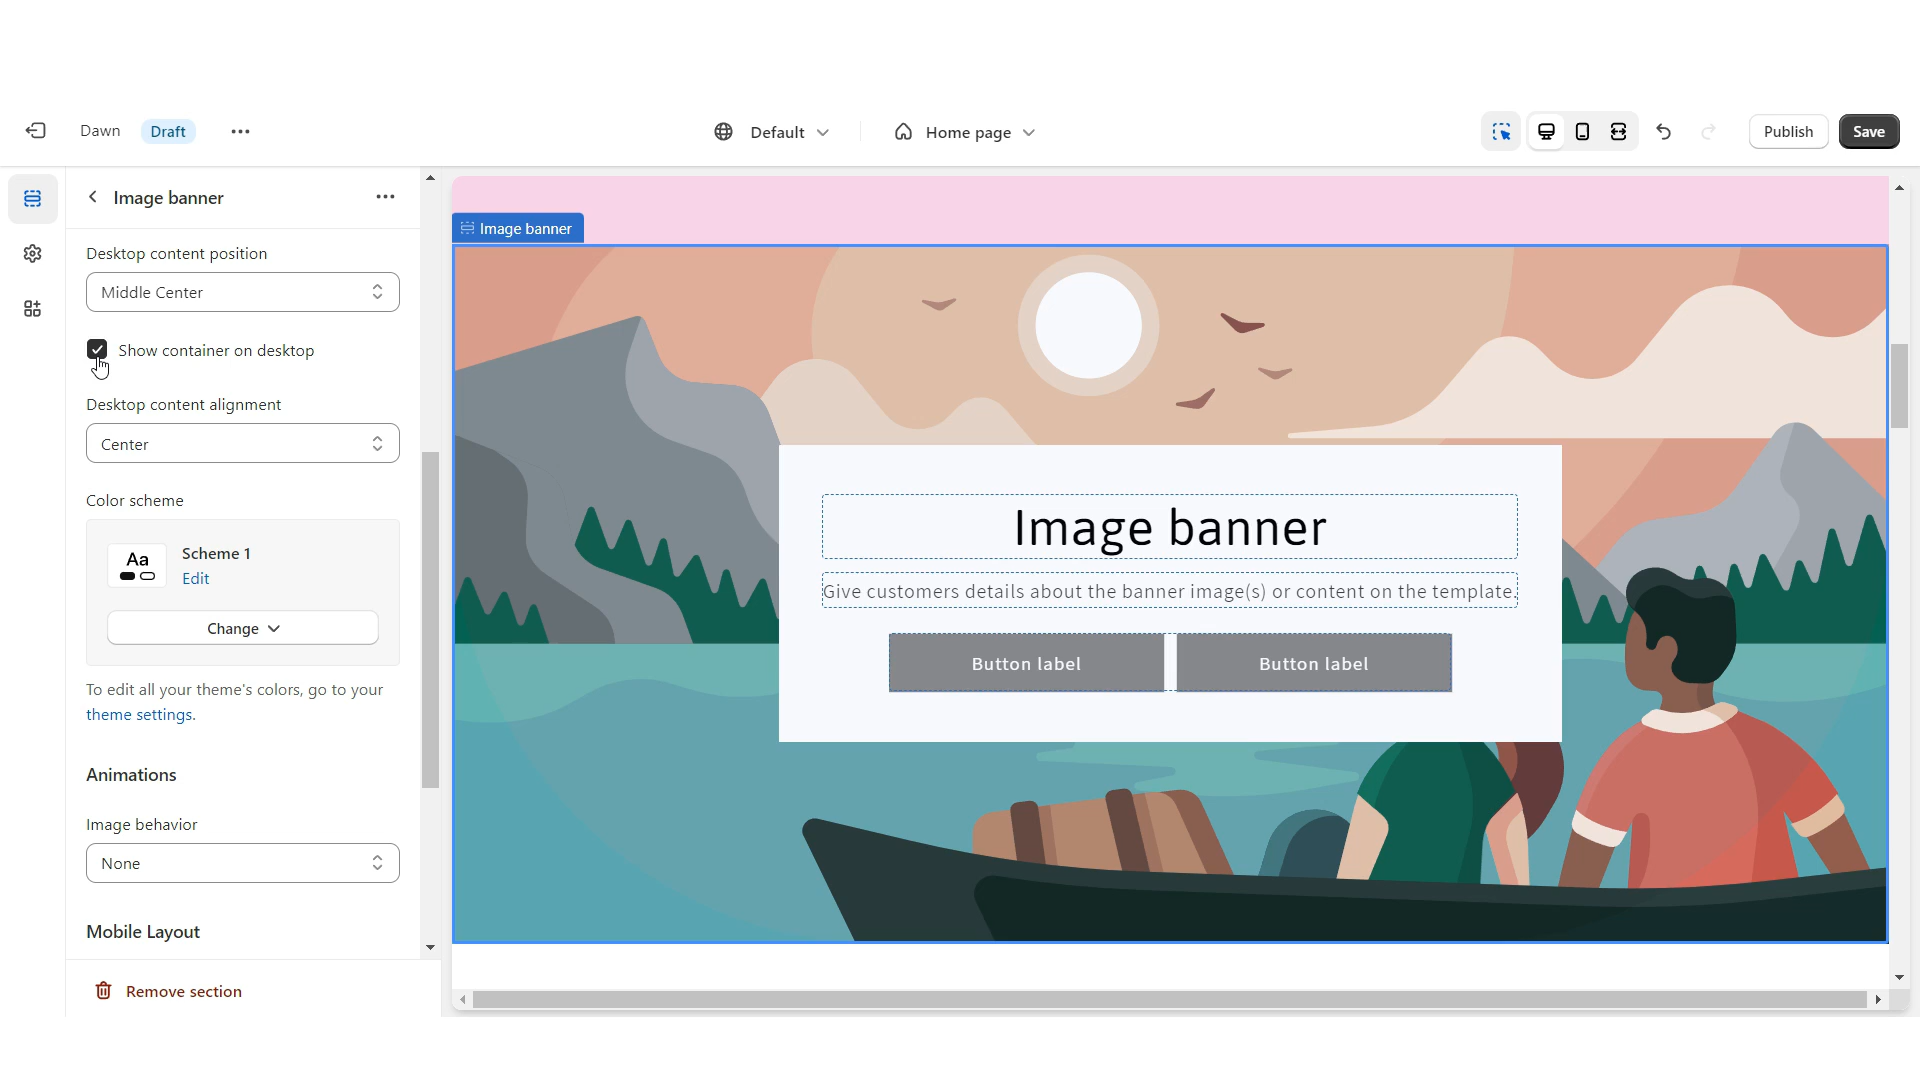 Dawn
Draft
Default
Home page
Publish
Save
Image banner
Desktop content position
Middle Center
Show container on desktop
Desktop content alignment
Center
Color scheme
Aa
Scheme 1
Edit
Change
To edit all your theme's colors, go to your
theme settings.
Animations
Image behavior
None
Mobile Layout
Remove section
Image banner
Image banner
Give customers details about the banner image(s) or content on the template.
Button label
Button label